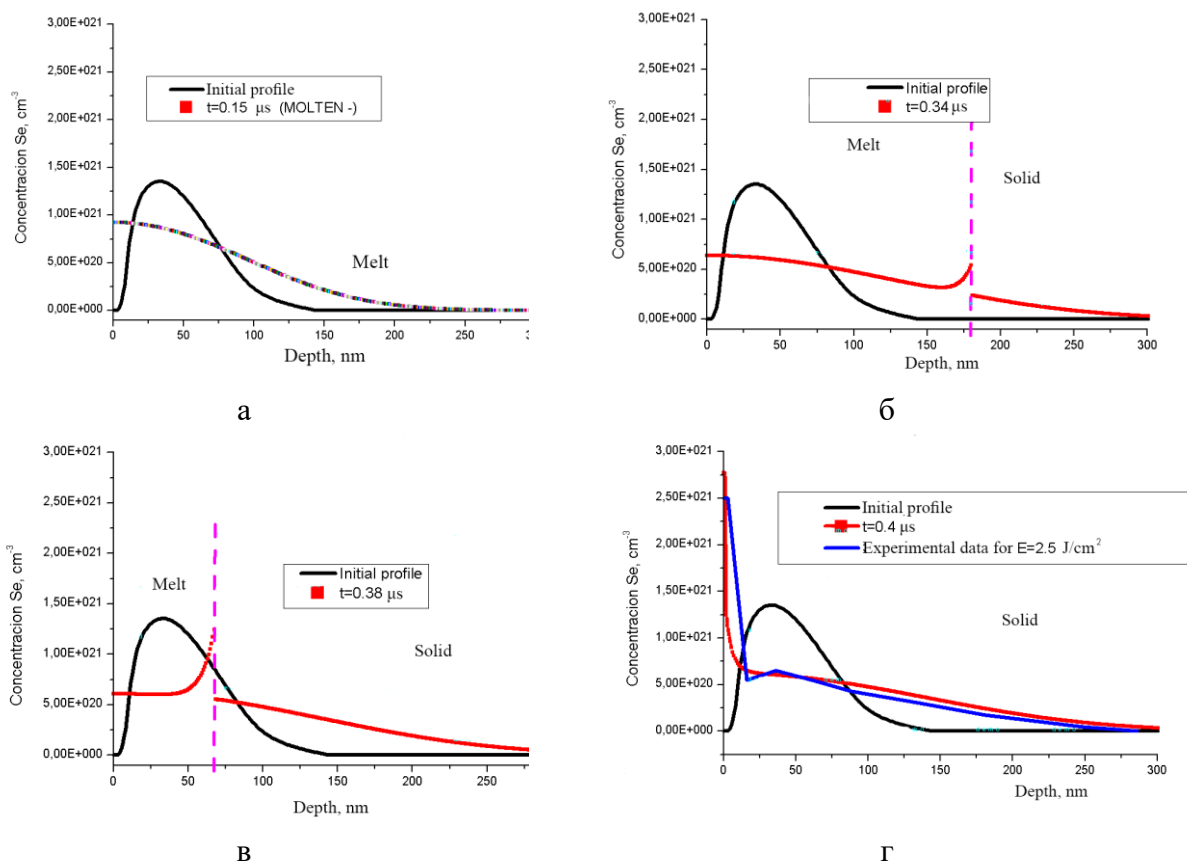 3,00E+021
2,50E+021
2,00E+021
1,50E+021
1,00E+021
5,00E+020
0,00E+000
Concentracion Se, cm⁻³
Initial profile
t=0.15 μs (MOLTEN -)
Melt
0 50 100 150 200 250
Depth, nm
а
3,00E+021
2,50E+021
2,00E+021
1,50E+021
1,00E+021
5,00E+020
0,00E+000
Concentracion Se, cm⁻³
Initial profile
t=0.34 μs
Melt
Solid
0 50 100 150 200 250 300
Depth, nm
б
3,00E+021
2,50E+021
2,00E+021
1,50E+021
1,00E+021
5,00E+020
0,00E+000
Concentracion Se, cm⁻³
Melt
Initial profile
t=0.38 μs
Solid
0 50 100 150 200 250
Depth, nm
в
3,00E+021
2,50E+021
2,00E+021
1,50E+021
1,00E+021
5,00E+020
0,00E+000
Concentracion Se, cm⁻³
Initial profile
t=0.4 μs
Experimental data for E=2.5 J/cm²
Solid
0 50 100 150 200 250 300
Depth, nm
г